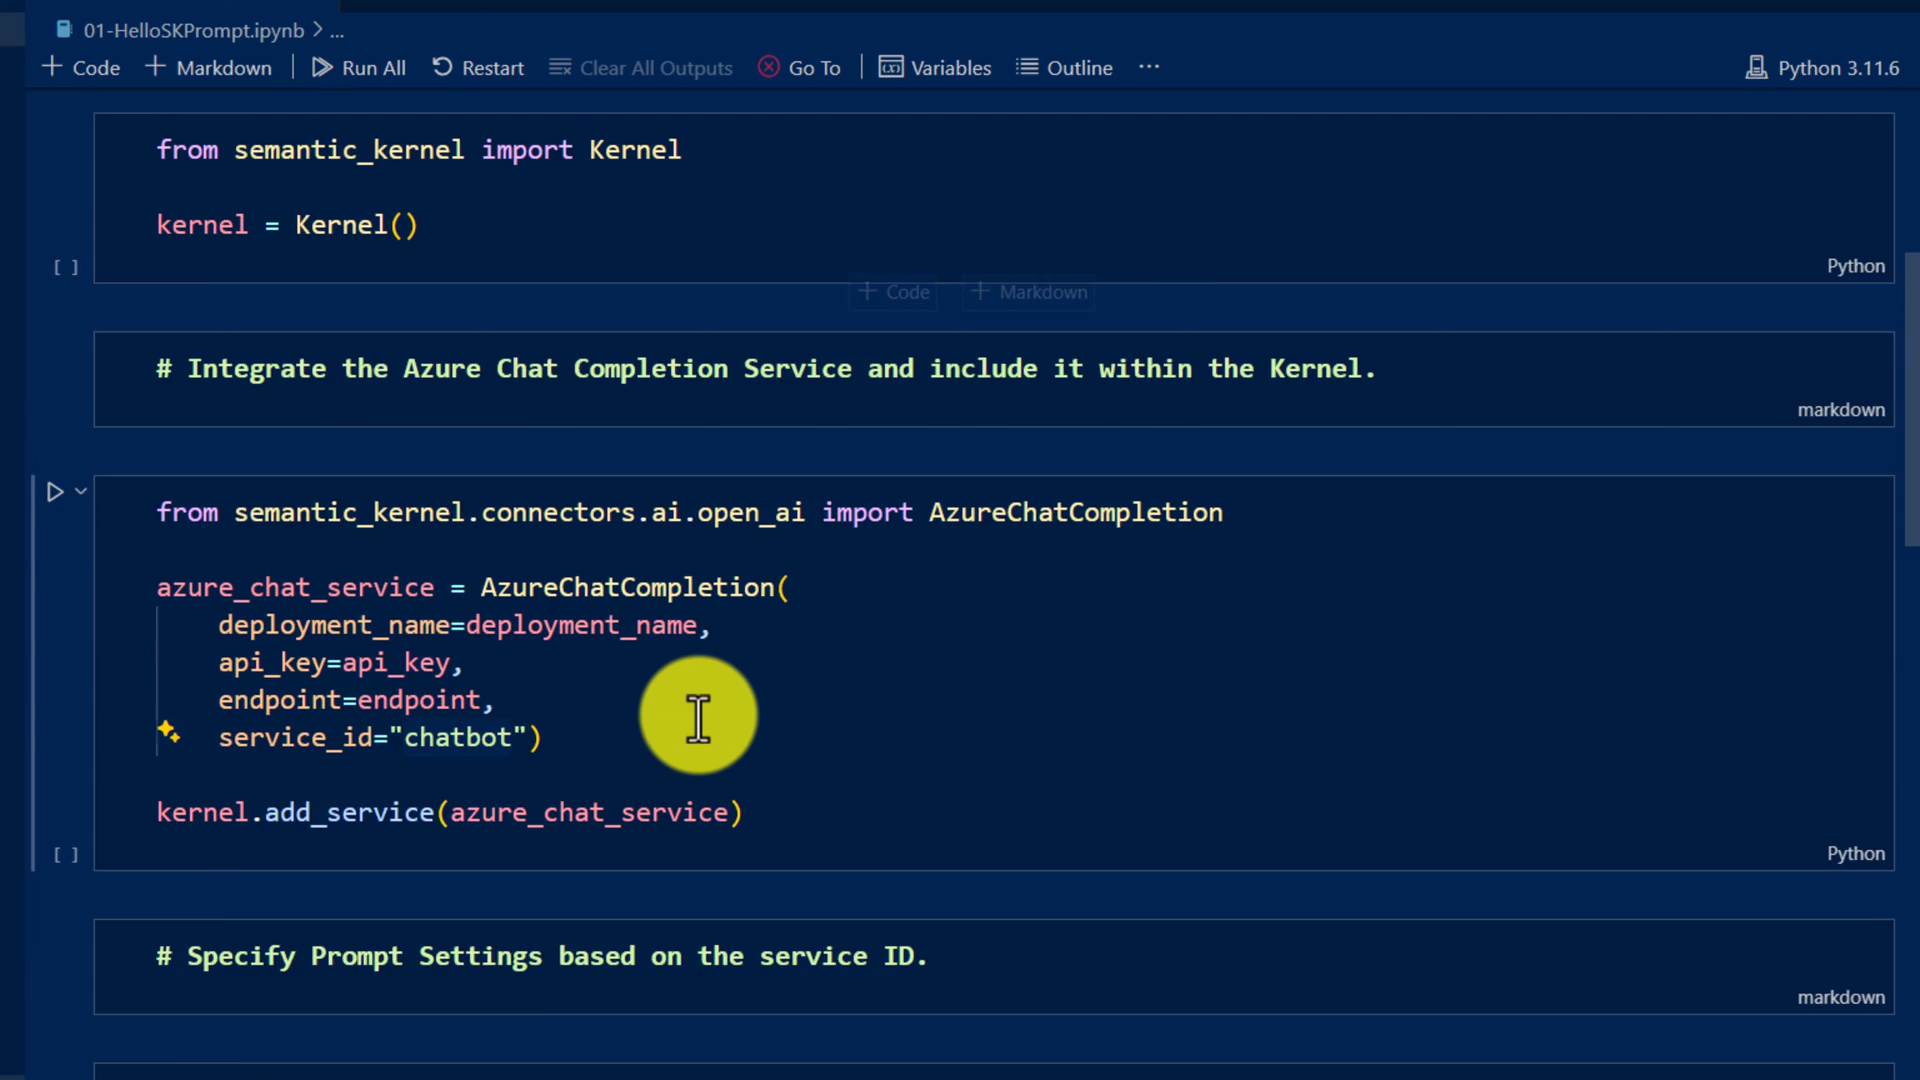 01-HelloSKPrompt.ipynb > ...
+ Code + Markdown Run All Restart Clear All Outputs Go To Variables Outline ... Python 3.11.6
from semantic_kernel import Kernel
kernel = Kernel()
[ ] Python
+ Code + Markdown
# Integrate the Azure Chat Completion Service and include it within the Kernel.
markdown
from semantic_kernel.connectors.ai.open_ai import AzureChatCompletion
azure_chat_service = AzureChatCompletion(
deployment_name=deployment_name,
api_key=api_key,
endpoint=endpoint,
service_id="chatbot")
kernel.add_service(azure_chat_service)
[ ] Python
# Specify Prompt Settings based on the service ID.
markdown